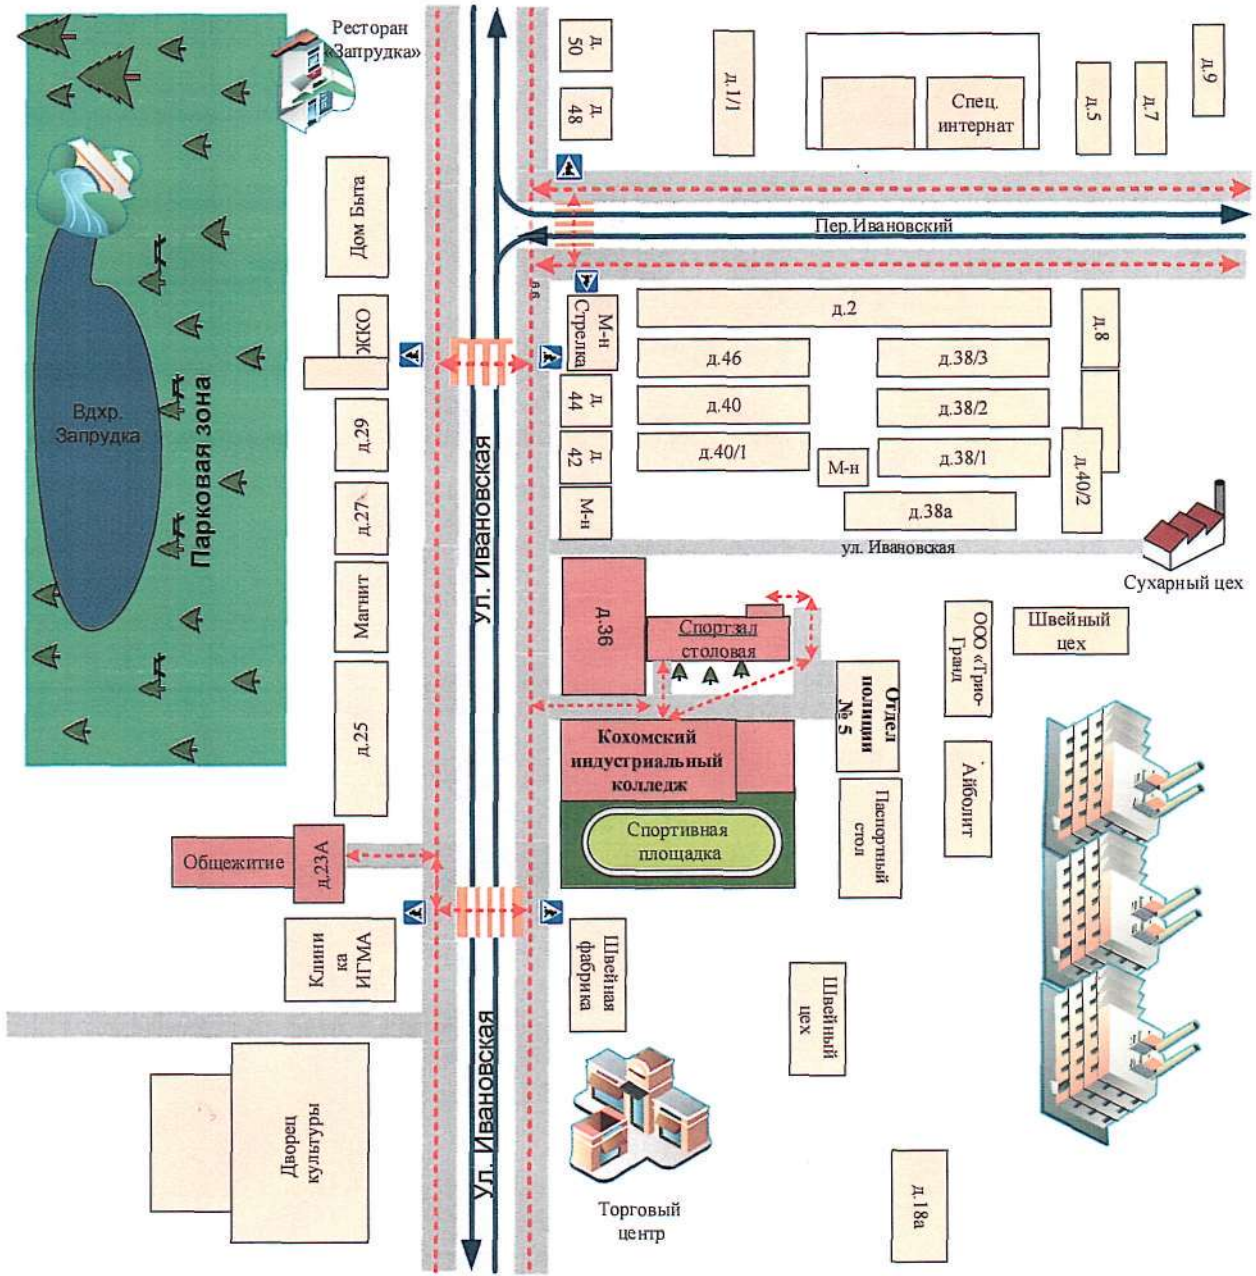 Ресторан
«Запрудка»
д.
50
д.
48
д.1/1
Спец.
интернат
д.5
д.7
д.9
Пер.Ивановский
Дом Быта
ЖКО
М-н
Стрелка
д.2
д.8
д.46
д.38/3
д.
44
д.40
д.38/2
д.
42
д.40/1
М-н
д.38/1
д.40/2
М-н
д.38а
ул. Ивановская
Сухарный цех
Вдхр.
Запрудка
Парковая зона
д.29
д.27
Магнит
д.25
ул. Ивановская
д.36
Спортзал
столовая
ООО «Трио-
Гранд
Швейный
цех
Отдел
полиции
№ 5
Кохомский
индустриальный
колледж
Айболит
Паспортный
стол
Спортивная
площадка
Общежитие
д.23А
Клини
ка
ИГМА
Швейная
фабрика
Швейный
цех
Ул. Ивановская
Дворец
культуры
Торговый
центр
д.18а